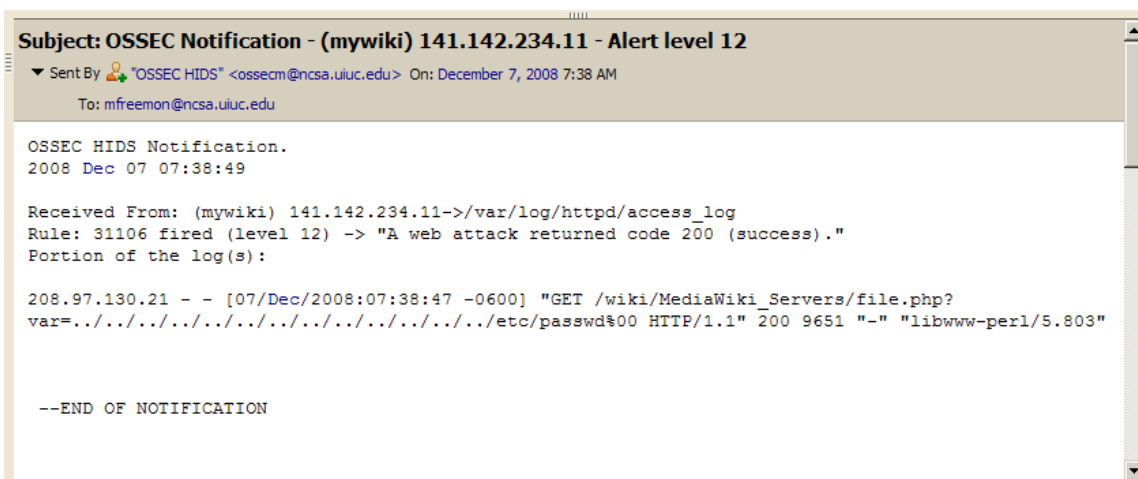 Subject: OSSEC Notification - (mywiki) 141.142.234.11 - Alert level 12
Sent By "OSSEC HIDS" <ossecm@ncsa.uiuc.edu> On: December 7, 2008 7:38 AM
To: mfreemon@ncsa.uiuc.edu
OSSEC HIDS Notification.
2008 Dec 07 07:38:49
Received From: (mywiki) 141.142.234.11->/var/log/httpd/access_log
Rule: 31106 fired (level 12) -> "A web attack returned code 200 (success)."
Portion of the log(s):
208.97.130.21 - - [07/Dec/2008:07:38:47 -0600] "GET /wiki/MediaWiki_Servers/file.php?
var=../../../../../../../../../../../../../etc/passwd%00 HTTP/1.1" 200 9651 "-" "libwww-perl/5.803"
--END OF NOTIFICATION